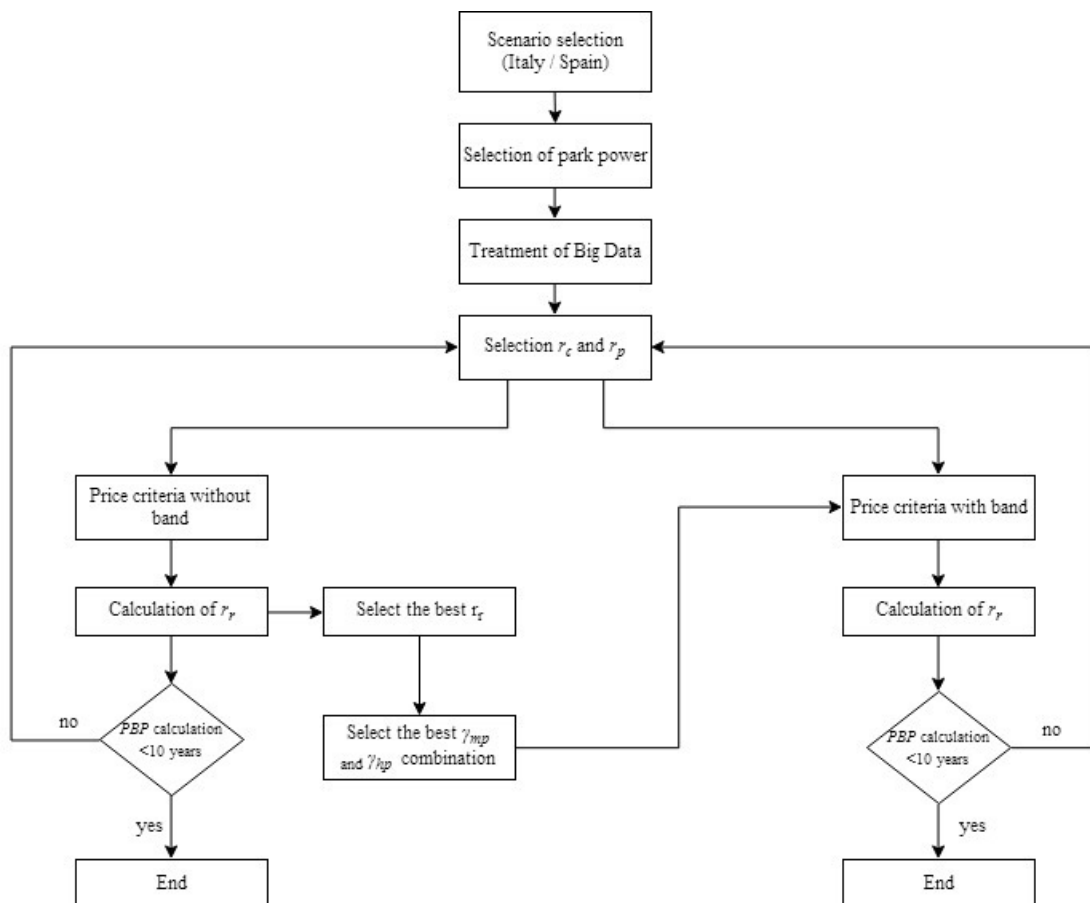 Scenario selection
(Italy / Spain)
Selection of park power
Treatment of Big Data
Selection r_c and r_p
Price criteria without
band
Price criteria with band
Calculation of r_r
Select the best r_r
Calculation of r_r
no
PBP calculation
<10 years
Select the best γ_mp
and γ_hp combination
PBP calculation
<10 years
no
yes
yes
End
End